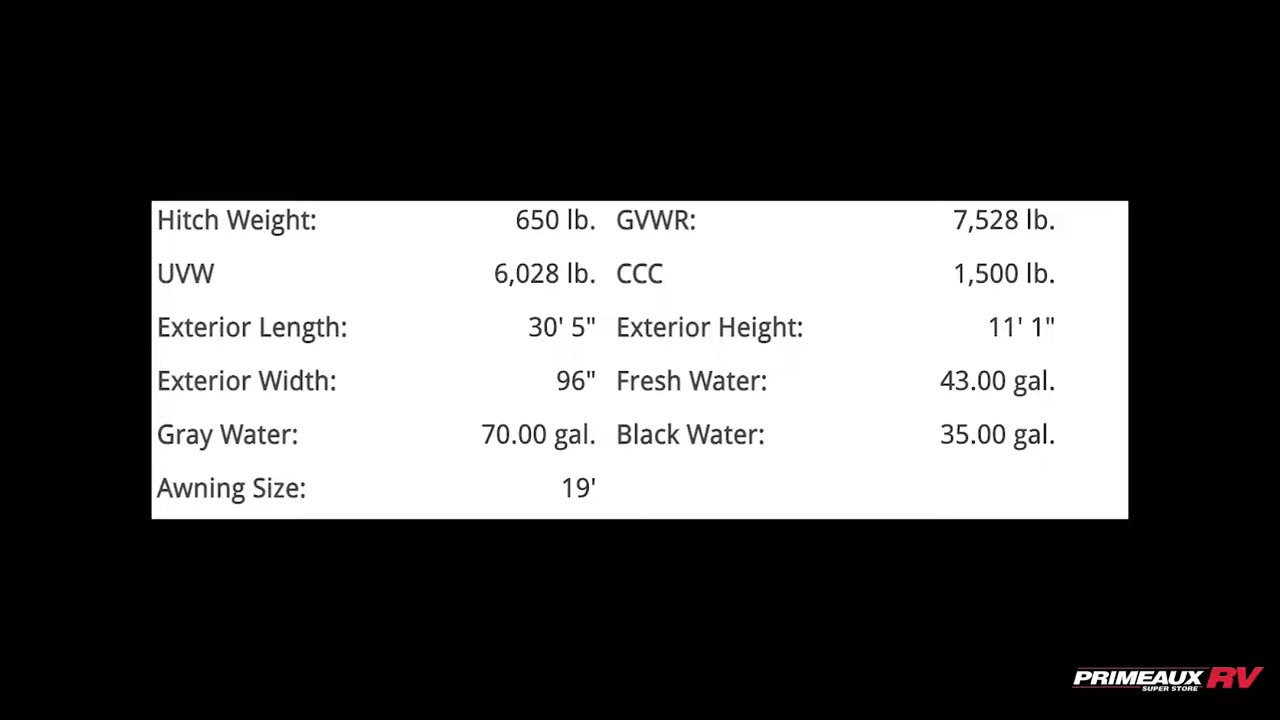 Hitch Weight: 650 lb. GVWR: 7,528 lb.
UVW 6,028 lb. CCC 1,500 lb.
Exterior Length: 30' 5" Exterior Height: 11' 1"
Exterior Width: 96" Fresh Water: 43.00 gal.
Gray Water: 70.00 gal. Black Water: 35.00 gal.
Awning Size: 19'
PRIMEAUX RV
SUPER STORE